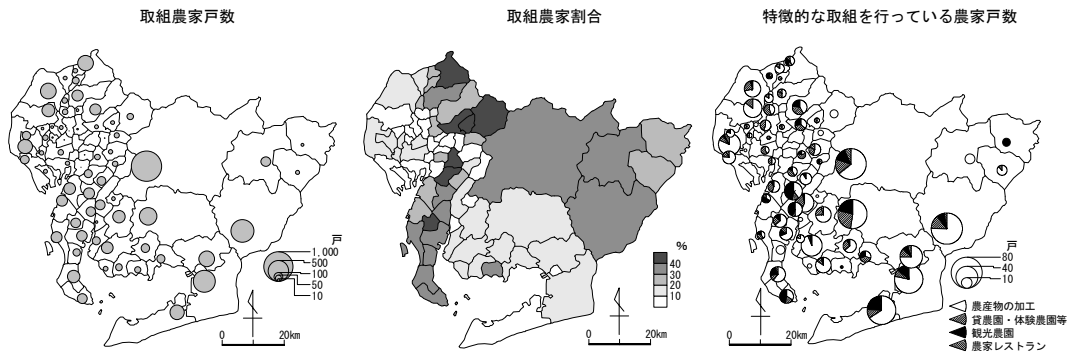 取組農家戸数
戸
1,000
500
100
50
10
0
20km
取組農家割合
%
40
30
20
10
0
20km
特徴的な取組を行っている農家戸数
戸
80
40
10
農産物の加工
貸農園・体験農園等
観光農園
農家レストラン
0
20km